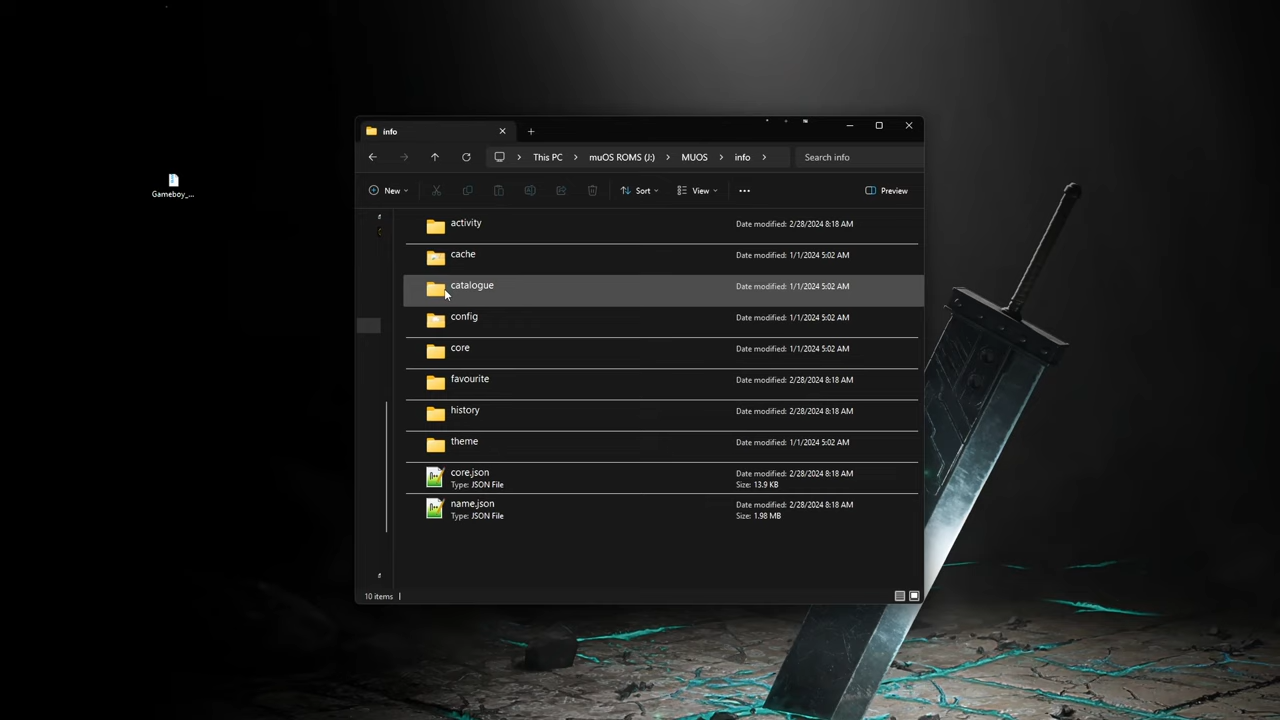 info
This PC > muOS ROMS (J:) > MUOS > info >
Search info
New
Sort
View
Preview
Gameboy_...
activity
Date modified: 2/28/2024 8:18 AM
cache
Date modified: 1/1/2024 5:02 AM
catalogue
Date modified: 1/1/2024 5:02 AM
config
Date modified: 1/1/2024 5:02 AM
core
Date modified: 1/1/2024 5:02 AM
favourite
Date modified: 2/28/2024 8:18 AM
history
Date modified: 2/28/2024 8:18 AM
theme
Date modified: 1/1/2024 5:02 AM
core.json
Date modified: 2/28/2024 8:18 AM
Type: JSON File
Size: 13.9 KB
name.json
Date modified: 2/28/2024 8:18 AM
Type: JSON File
Size: 1.98 MB
10 items